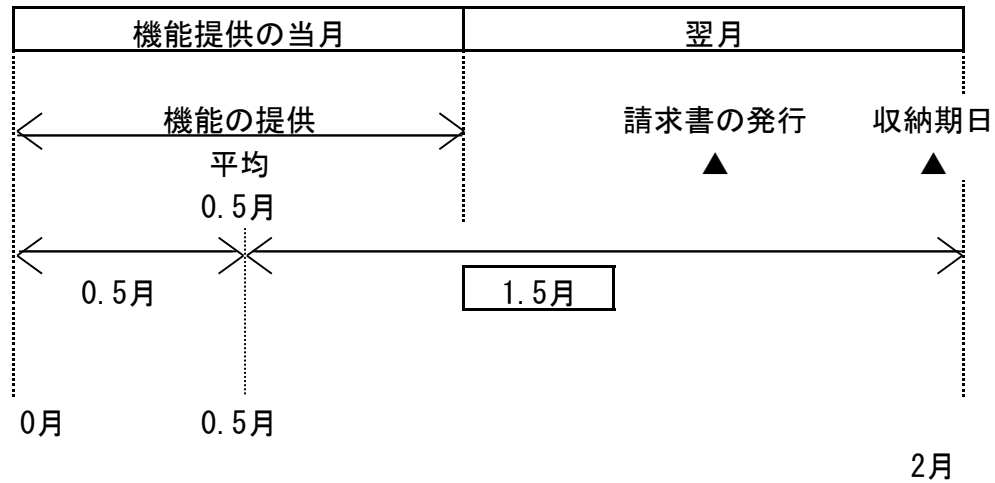 機能提供の当月 翌月
機能の提供 請求書の発行 収納期日
平均 ▲ ▲
0.5月
0.5月 1.5月
0月 0.5月
2月